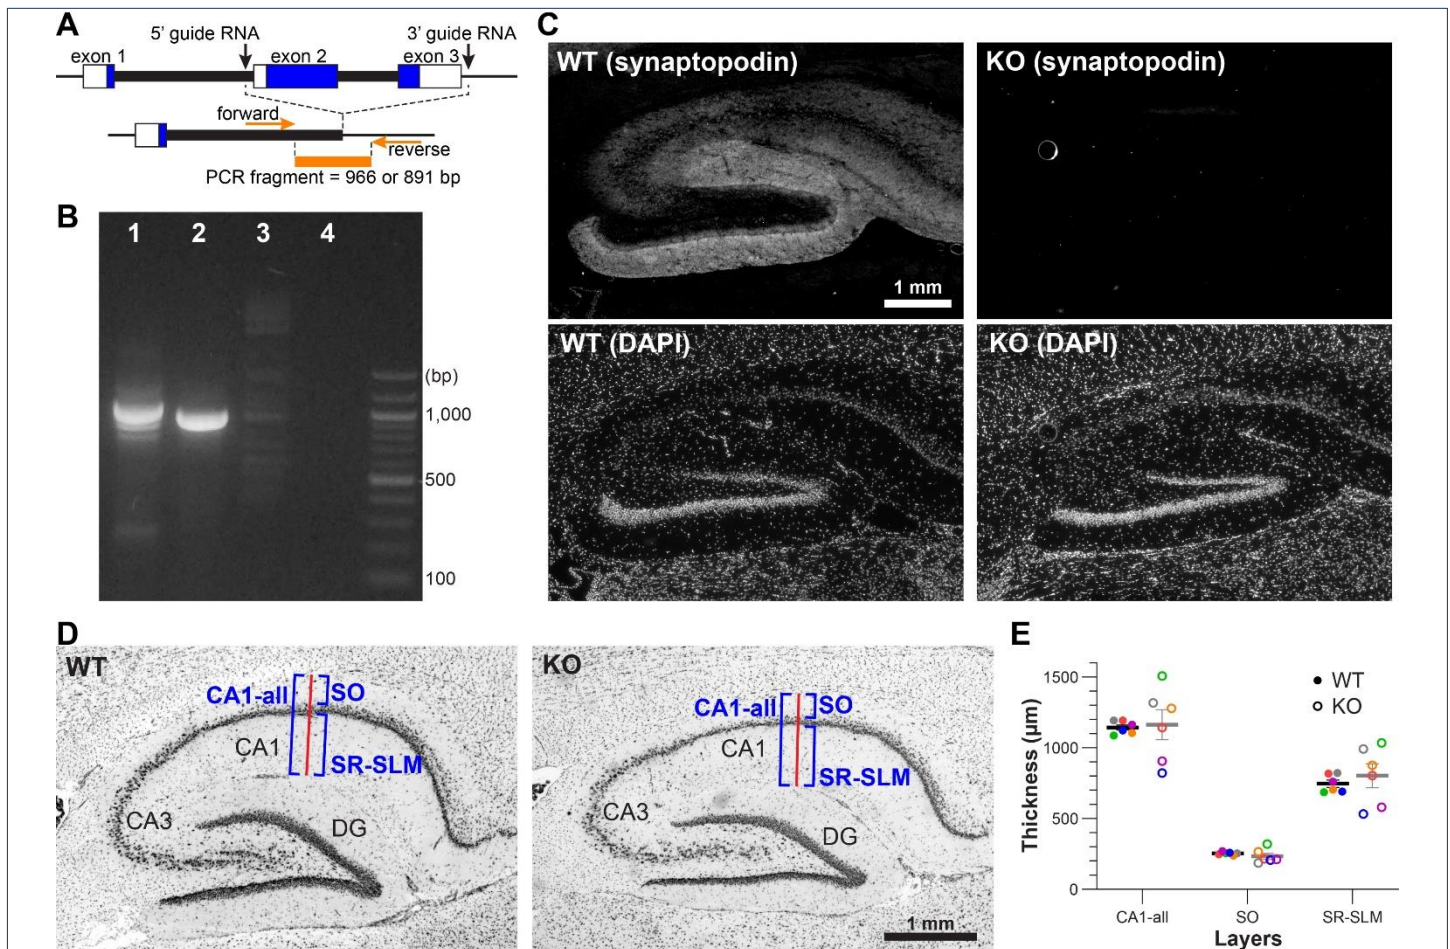 A
5' guide RNA
3' guide RNA
exon 1
exon 2
exon 3
forward
reverse
PCR fragment = 966 or 891 bp
B
1 2 3 4
(bp)
1,000
500
100
C
WT (synaptopodin)
1 mm
KO (synaptopodin)
WT (DAPI)
KO (DAPI)
D
WT
CA1-all
SO
CA1
SR-SLM
CA3
DG
KO
CA1-all
SO
CA1
SR-SLM
CA3
DG
1 mm
E
Thickness (µm)
1500
1000
500
0
WT
KO
CA1-all
SO
SR-SLM
Layers